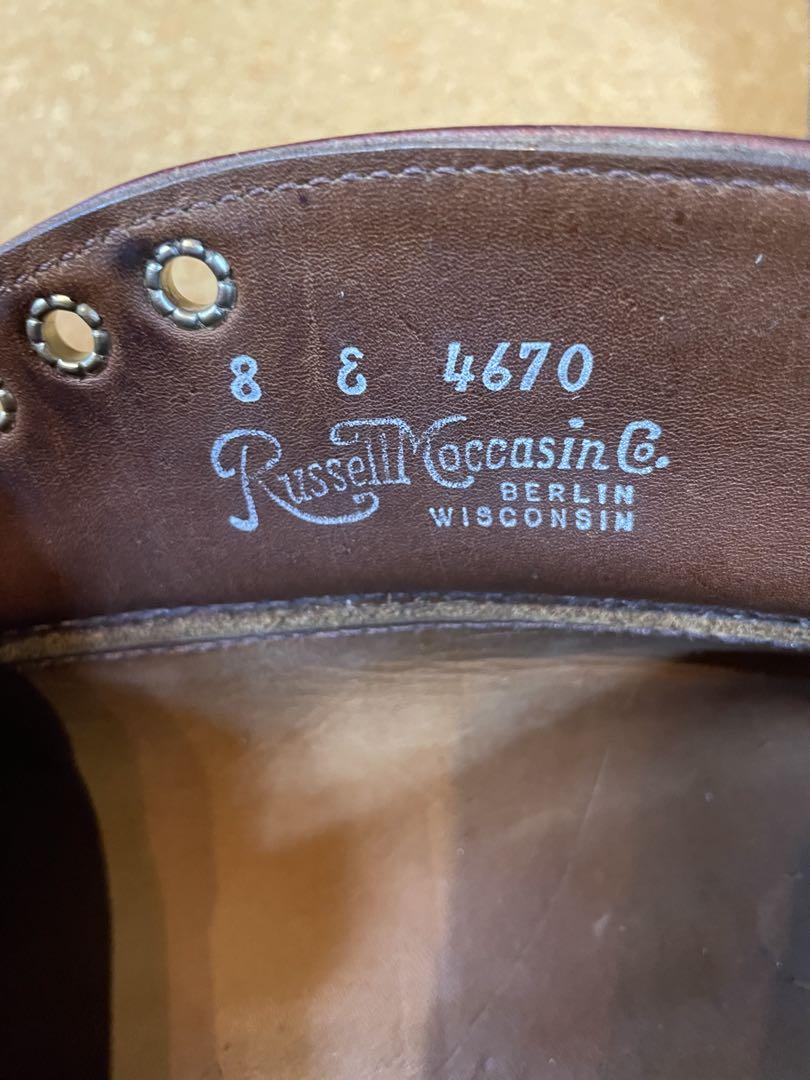 8 E 4670
Russell Moccasin Co.
BERLIN
WISCONSIN